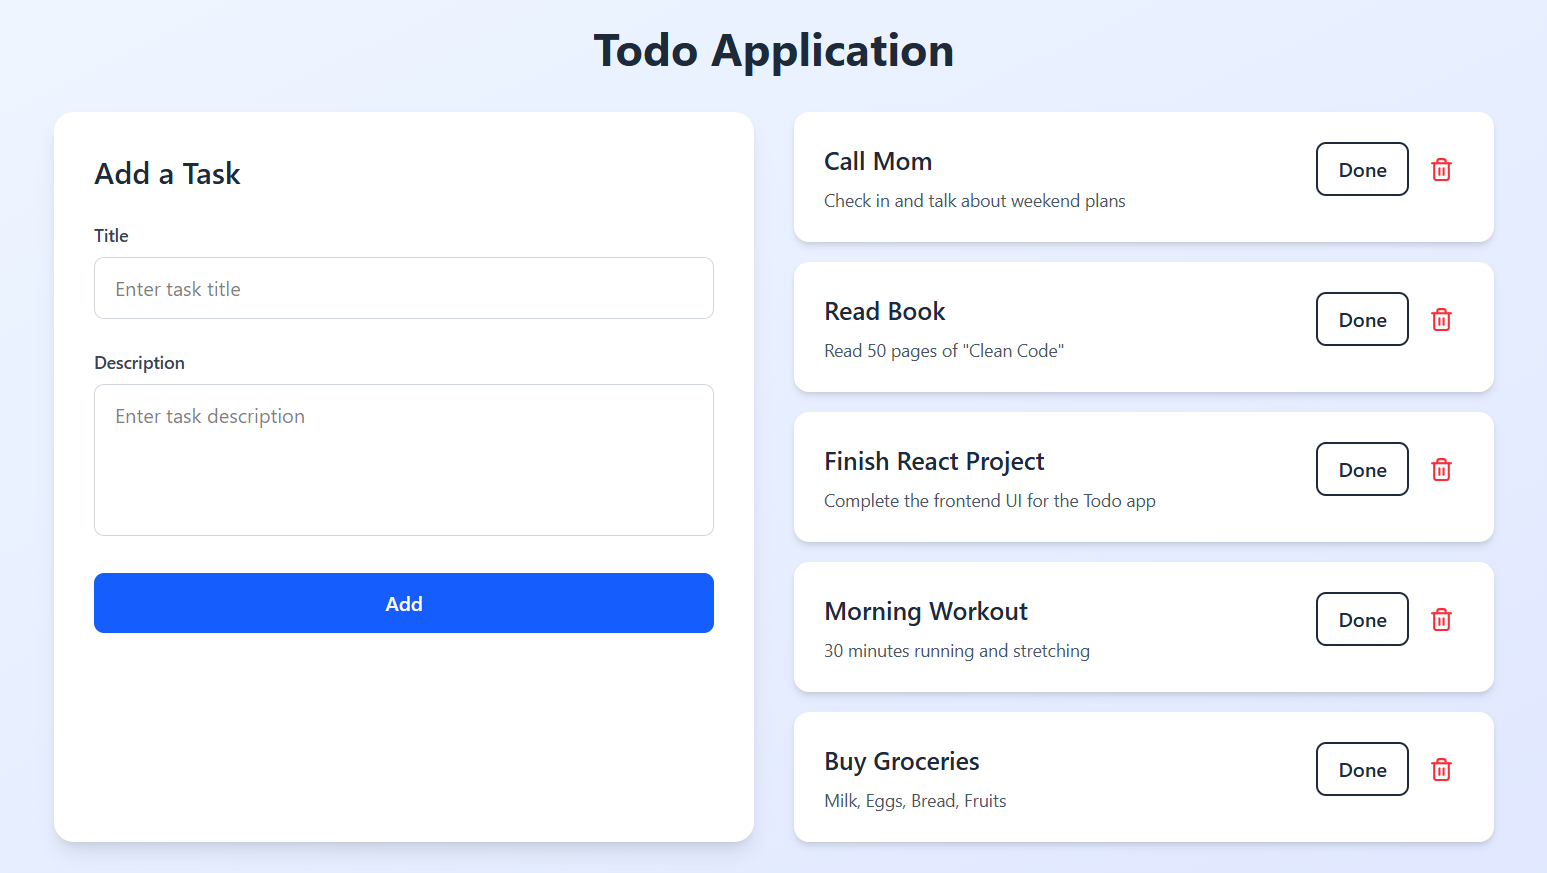 Todo Application
Add a Task
Title
Enter task title
Description
Enter task description
Add
Call Mom
Check in and talk about weekend plans
Done
Read Book
Read 50 pages of "Clean Code"
Done
Finish React Project
Complete the frontend UI for the Todo app
Done
Morning Workout
30 minutes running and stretching
Done
Buy Groceries
Milk, Eggs, Bread, Fruits
Done